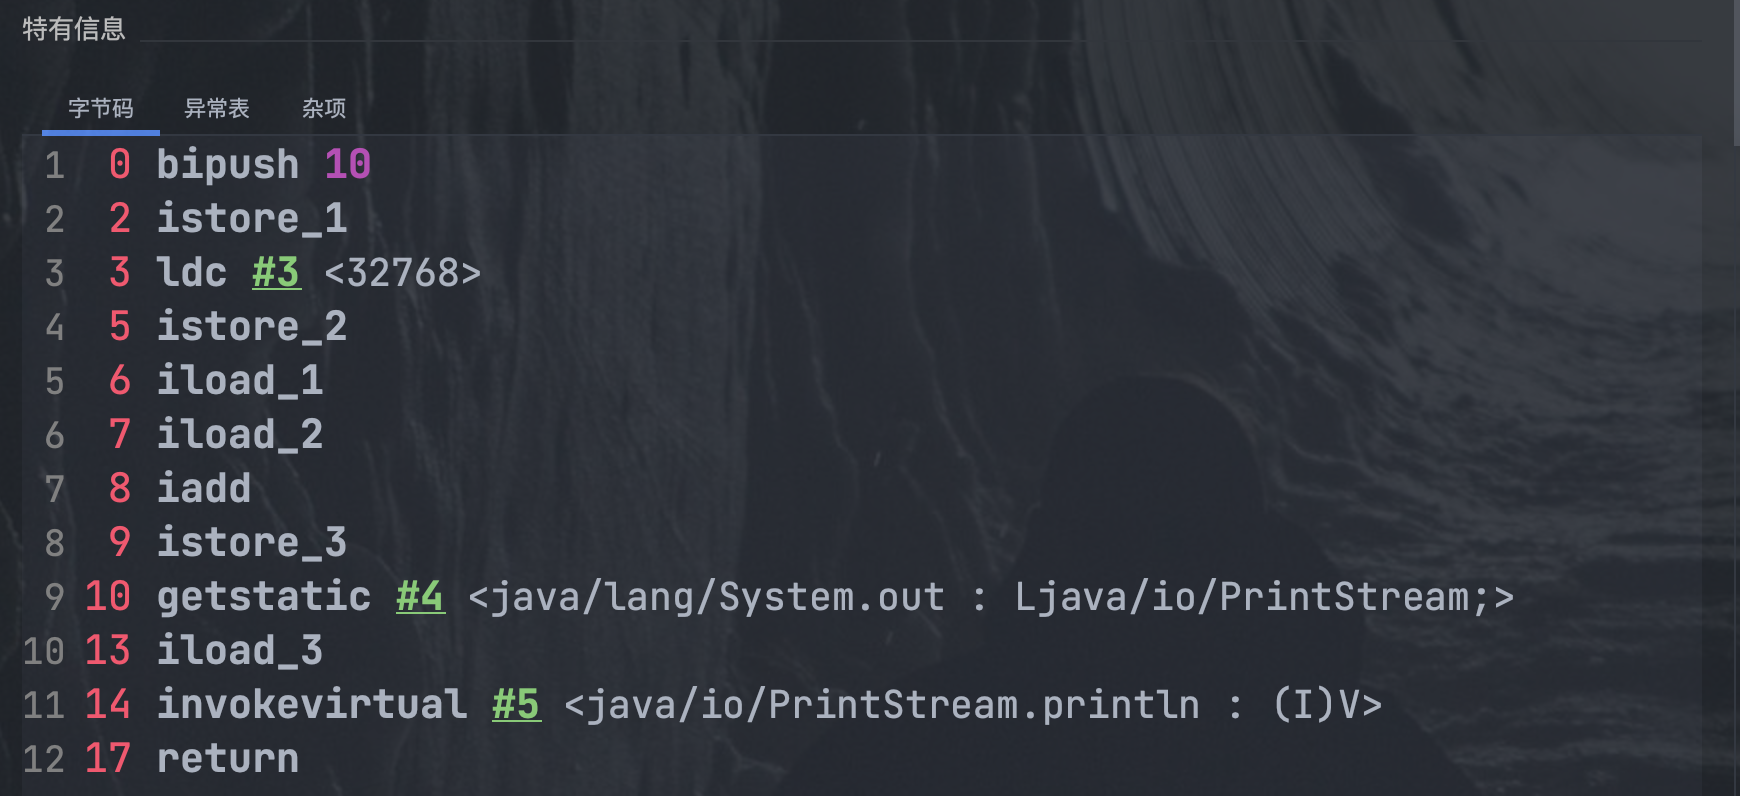 特有信息
字节码 异常表 杂项
1 0 bipush 10
2 2 istore_1
3 3 ldc #3 <32768>
4 5 istore_2
5 6 iload_1
6 7 iload_2
7 8 iadd
8 9 istore_3
9 10 getstatic #4 <java/lang/System.out : Ljava/io/PrintStream;>
10 13 iload_3
11 14 invokevirtual #5 <java/io/PrintStream.println : (I)V>
12 17 return